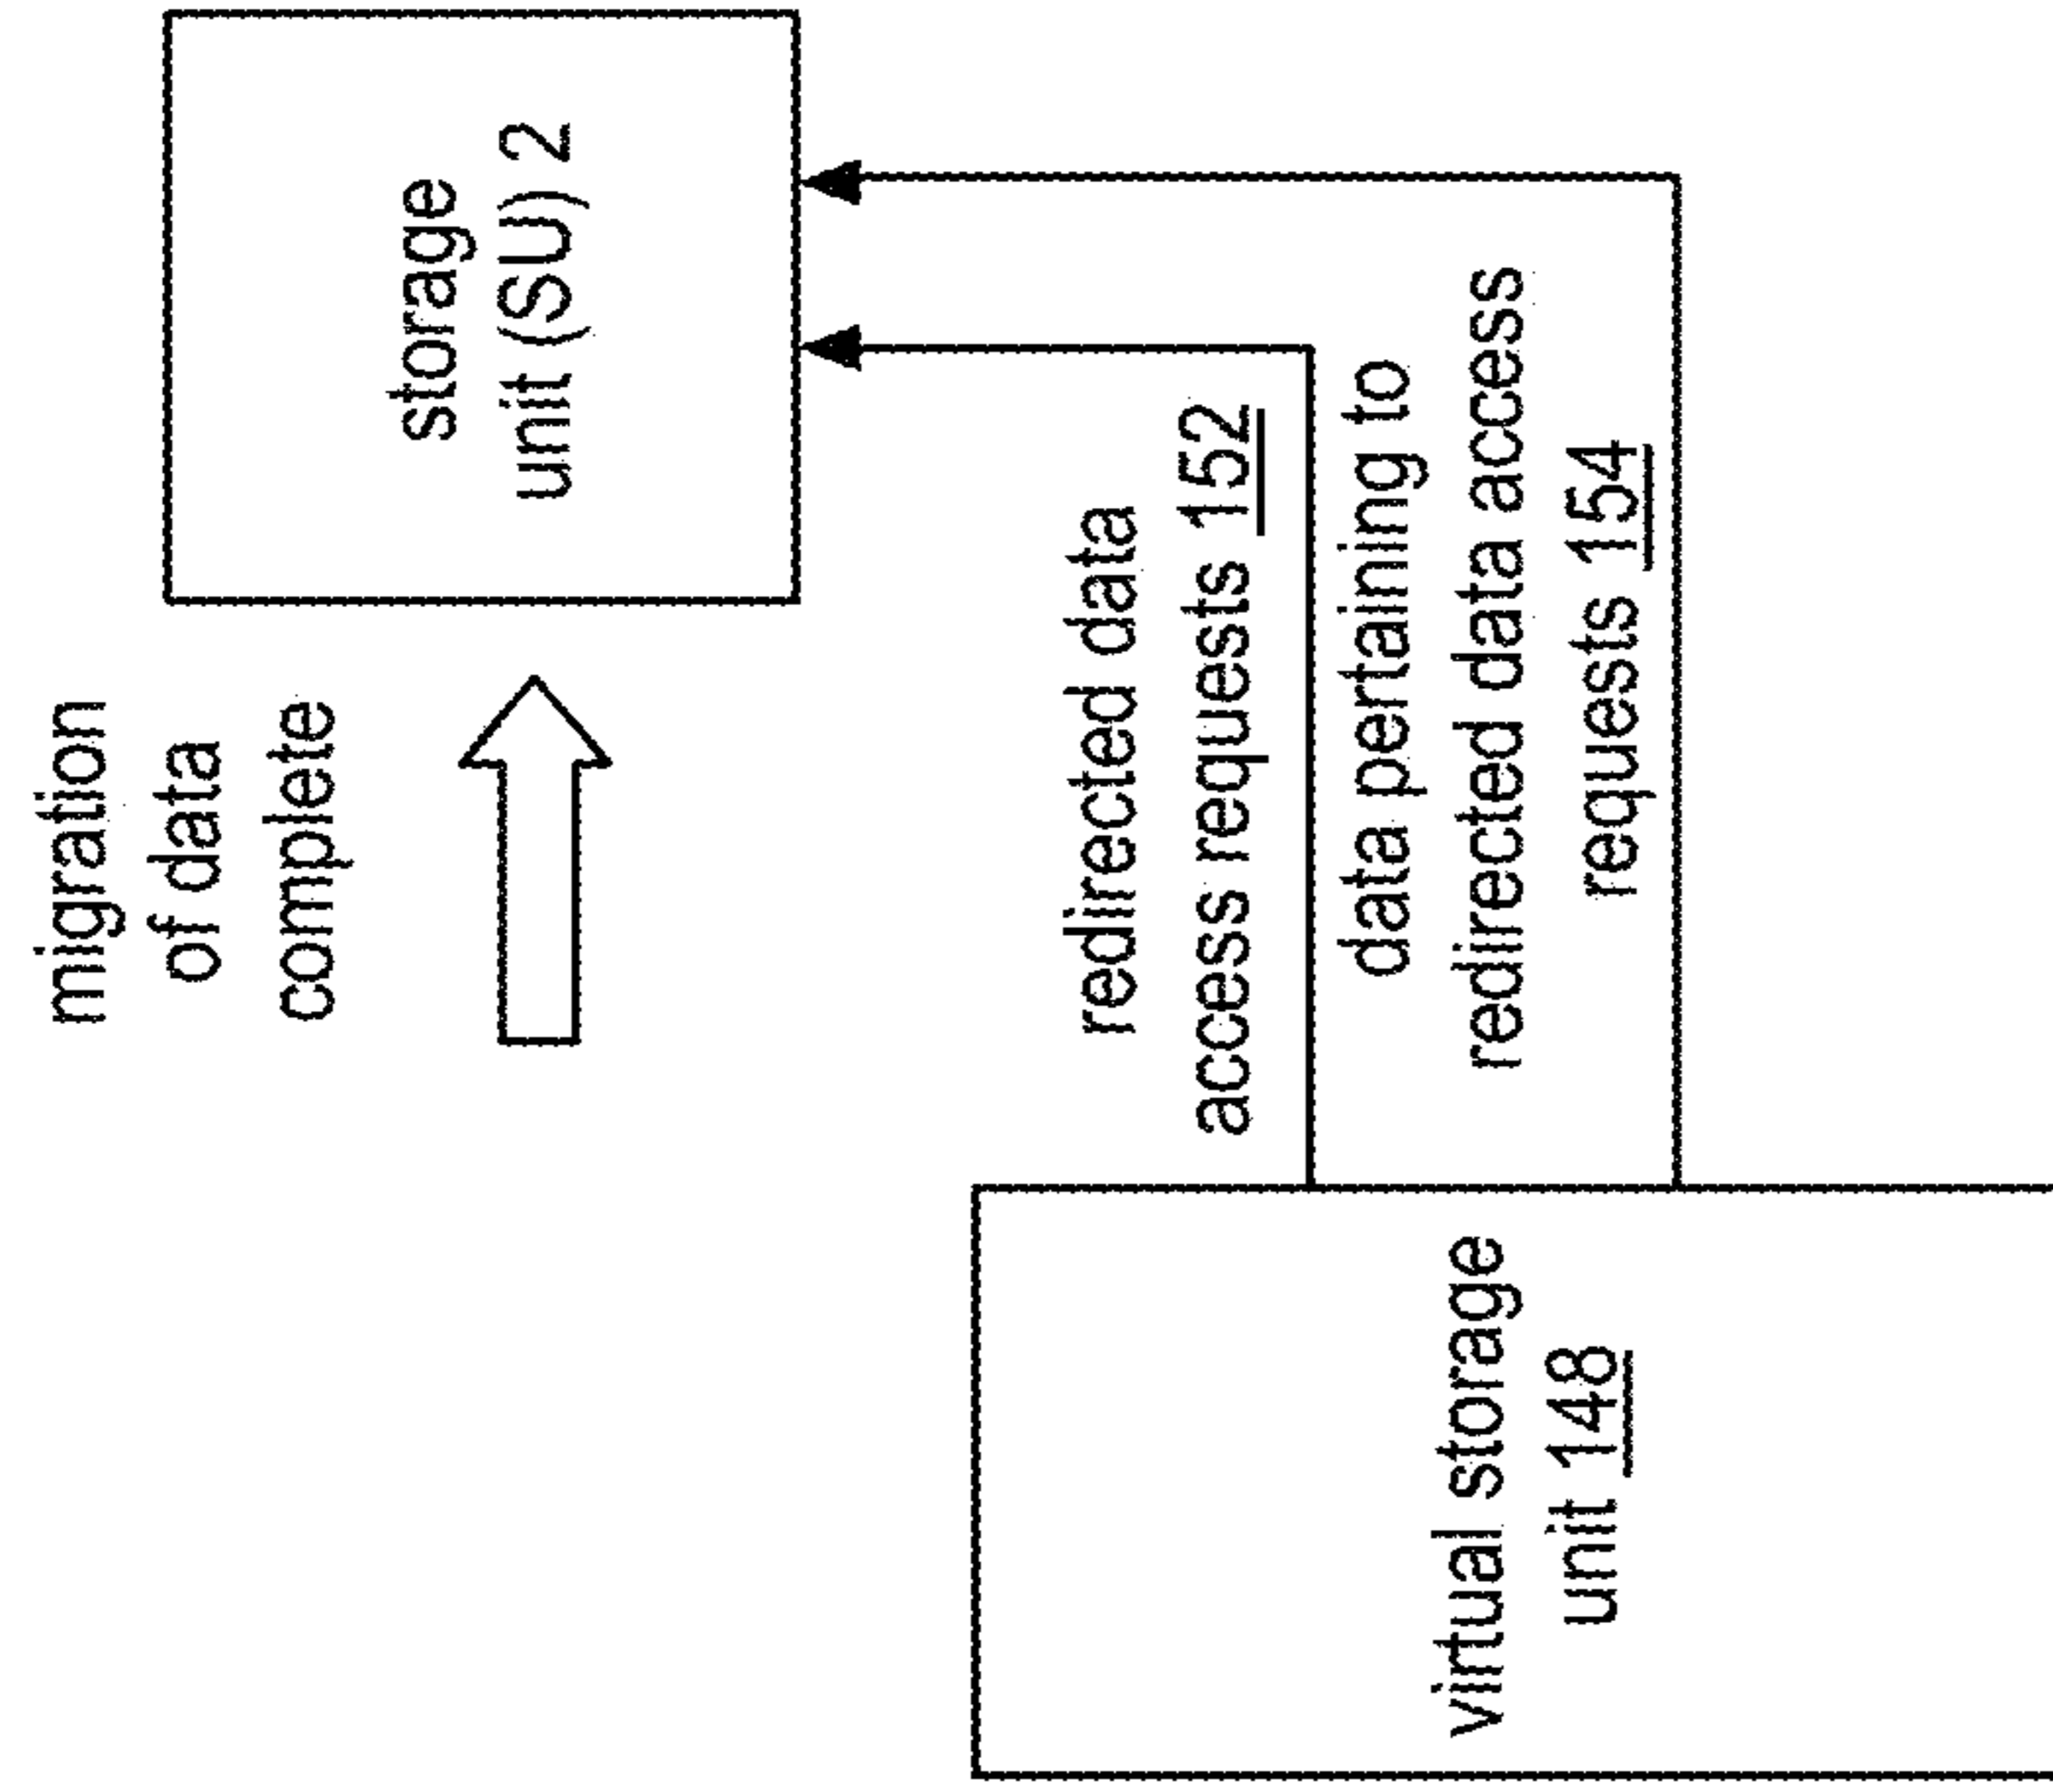 migration
of data
complete
storage
unit (SU) 2
redirected data
access requests 152
data pertaining to
redirected data access
requests 154
virtual storage
unit 148